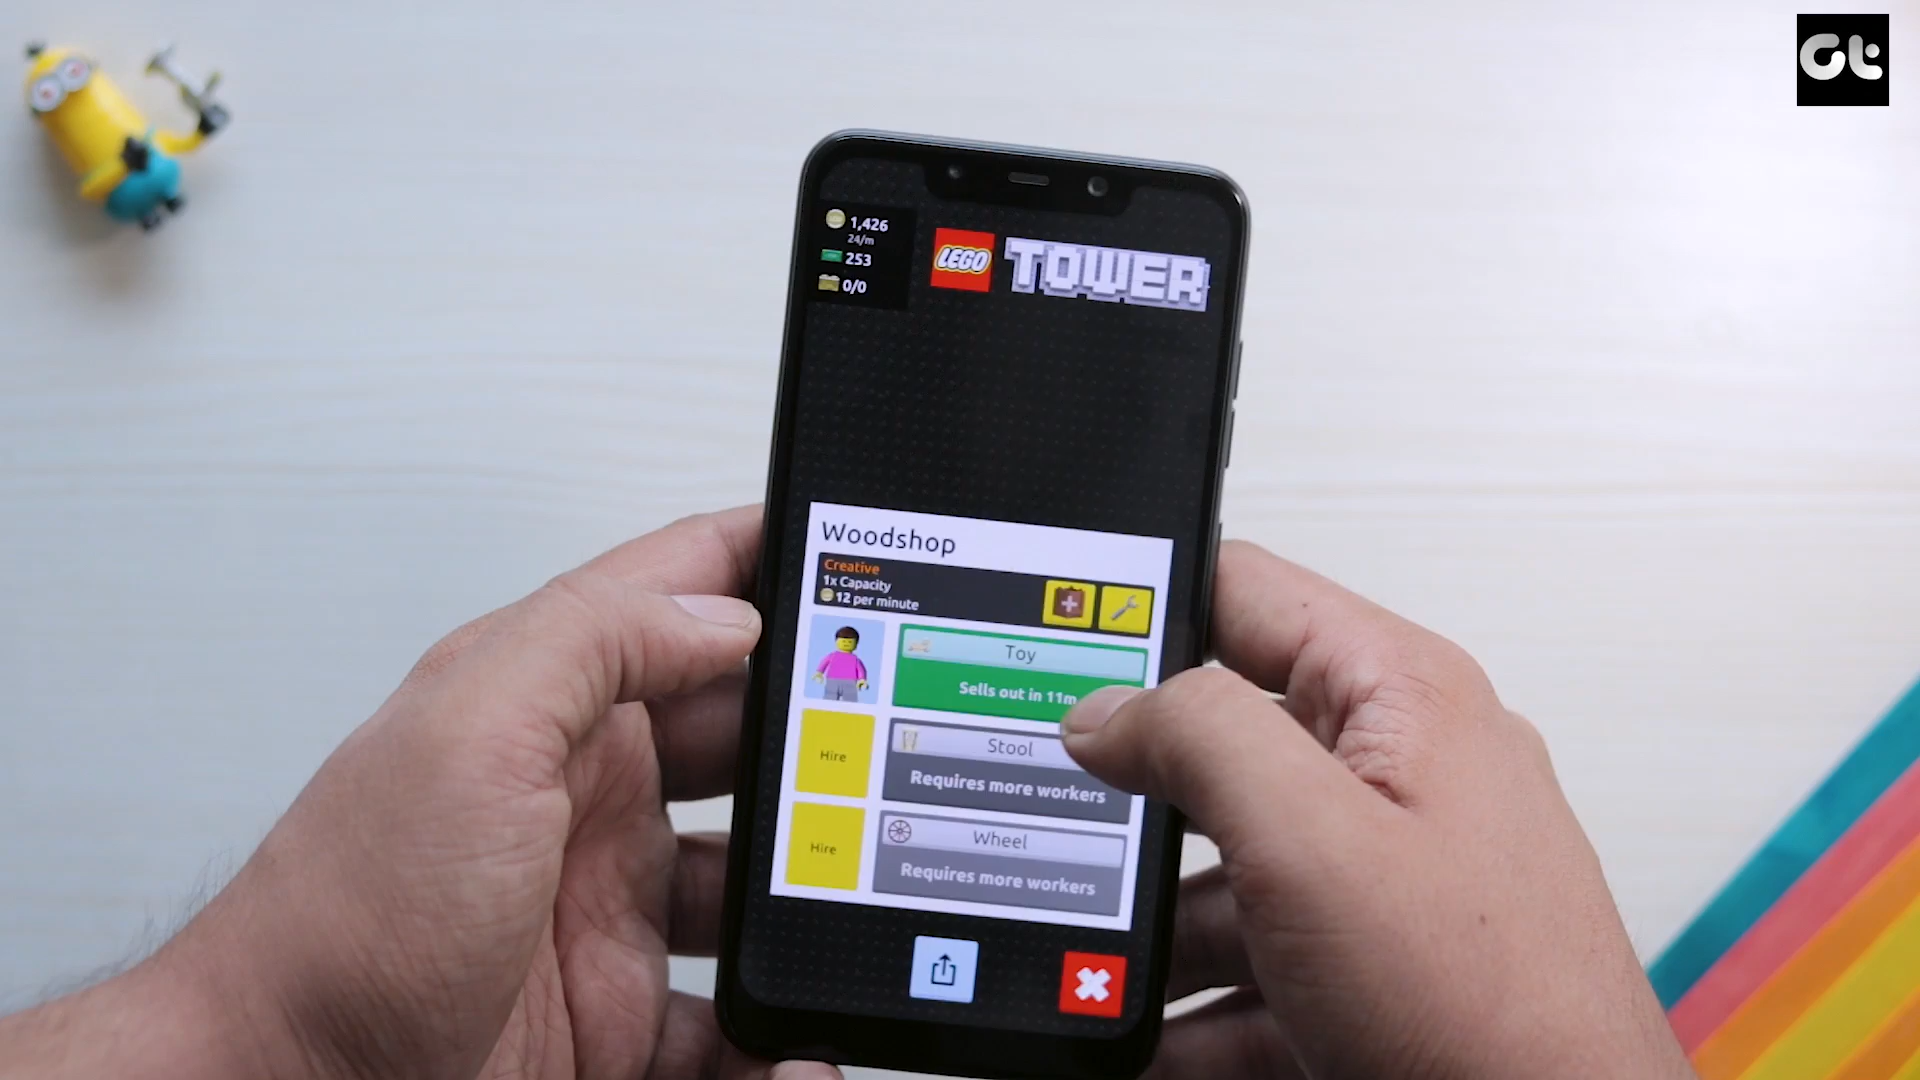 Gt
1,426
24/m
253
0/0
LEGO TOWER
Woodshop
Creative
1x Capacity
12 per minute
Toy
Sells out in 11m
Hire
Stool
Requires more workers
Hire
Wheel
Requires more workers